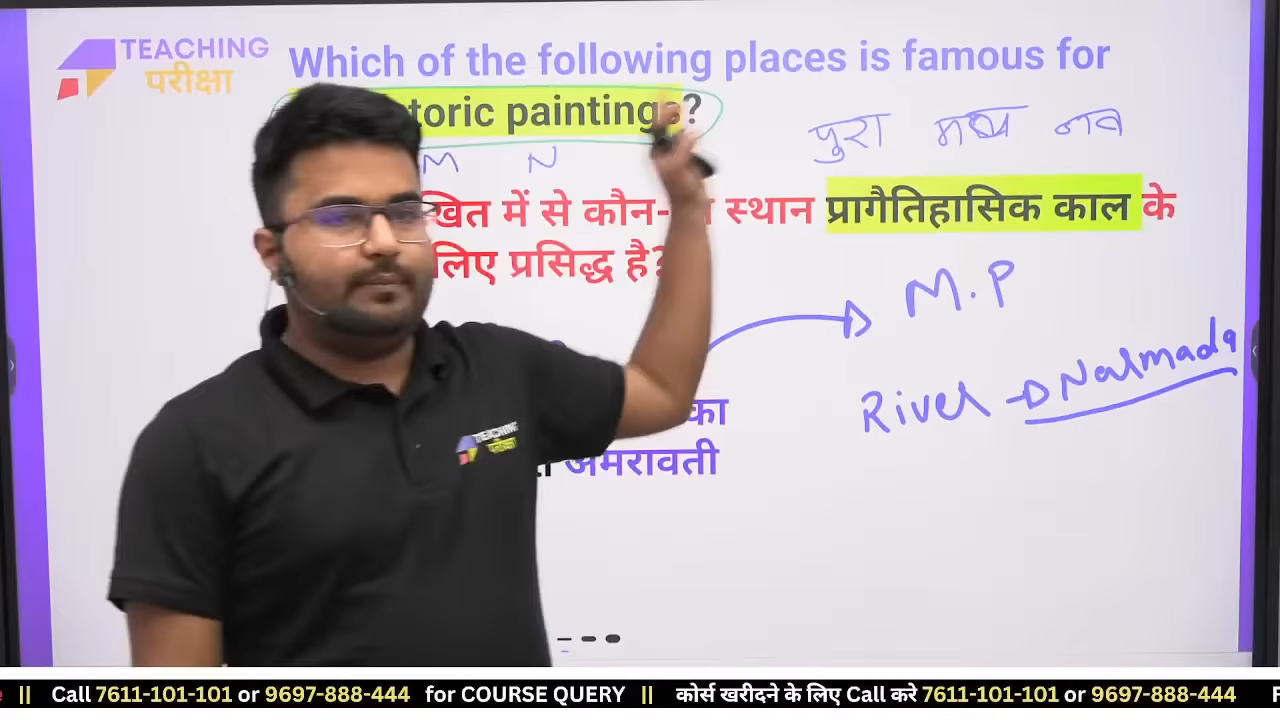 TEACHING
परीक्षा
Which of the following places is famous for
toric paintings?
पुरा मध्य नव
M N
खित में से कौन- स्थान प्रागैतिहासिक काल के
लिए प्रसिद्ध है?
M.P
River → Narmada
का
अमरावती
TEACHING
परीक्षा
|| Call 7611-101-101 or 9697-888-444 for COURSE QUERY || कोर्स खरीदने के लिए Call करे 7611-101-101 or 9697-888-444 || F